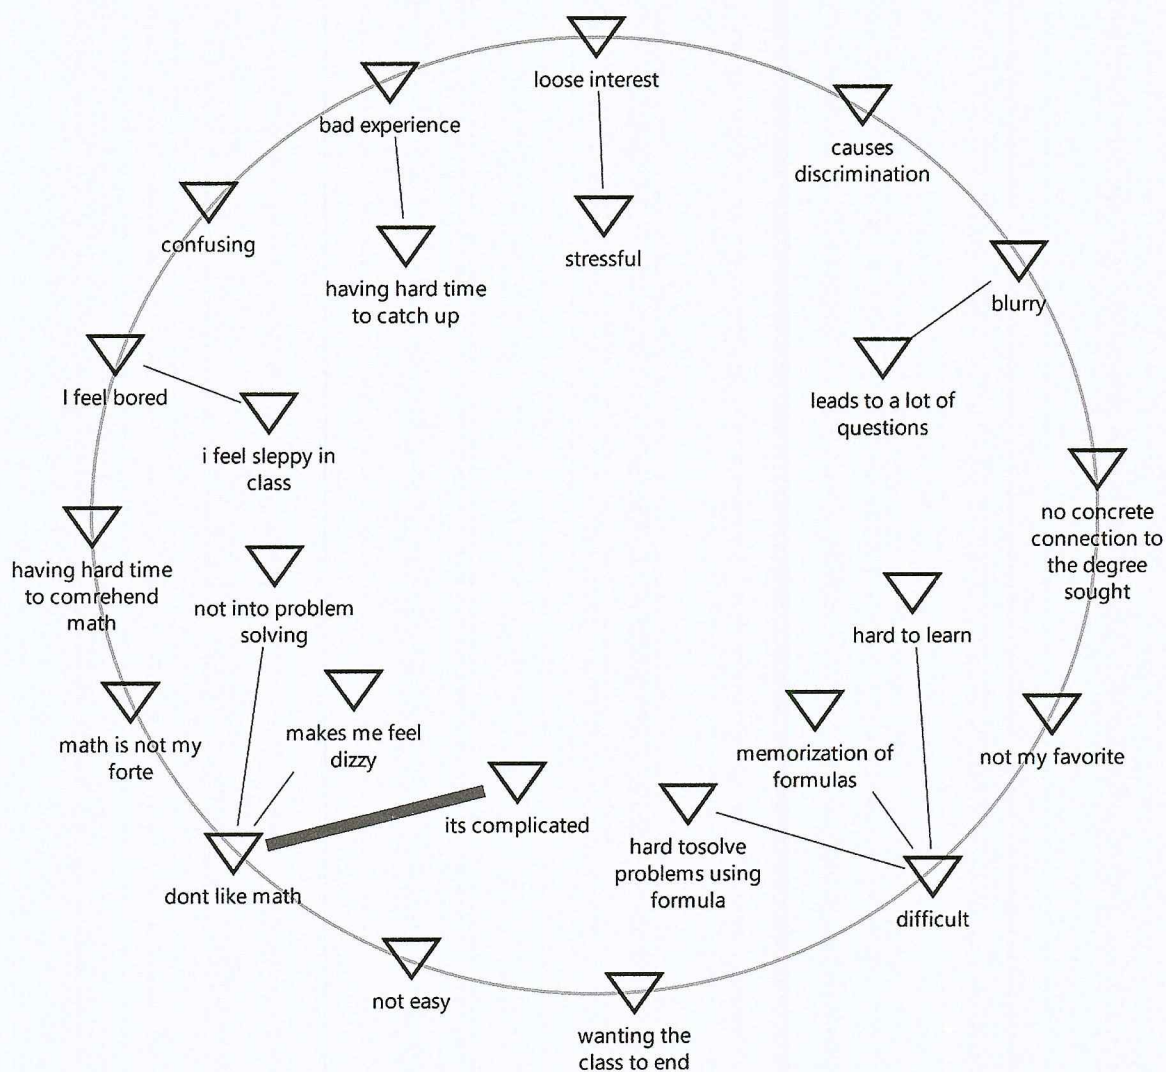 loose interest
bad experience
causes
discrimination
confusing
stressful
having hard time
to catch up
blurry
I feel bored
leads to a lot of
questions
i feel sleppy in
class
no concrete
connection to
the degree
sought
having hard time
to comrehend
math
not into problem
solving
hard to learn
math is not my
forte
makes me feel
dizzy
memorization of
formulas
not my favorite
its complicated
hard tosolve
problems using
formula
dont like math
difficult
not easy
wanting the
class to end